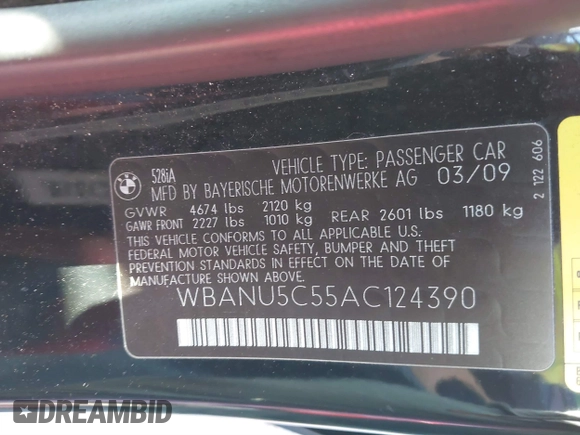 BMW
528iA
VEHICLE TYPE: PASSENGER CAR
MFD BY BAYERISCHE MOTORENWERKE AG 03/09
GVWR 4674 lbs 2120 kg
GAWR FRONT 2227 lbs 1010 kg REAR 2601 lbs 1180 kg
THIS VEHICLE CONFORMS TO ALL APPLICABLE U.S.
FEDERAL MOTOR VEHICLE SAFETY, BUMPER AND THEFT
PREVENTION STANDARDS IN EFFECT ON THE DATE OF
MANUFACTURE SHOWN ABOVE.
WBANU5C55AC124390
2 122 606
DREAMBID